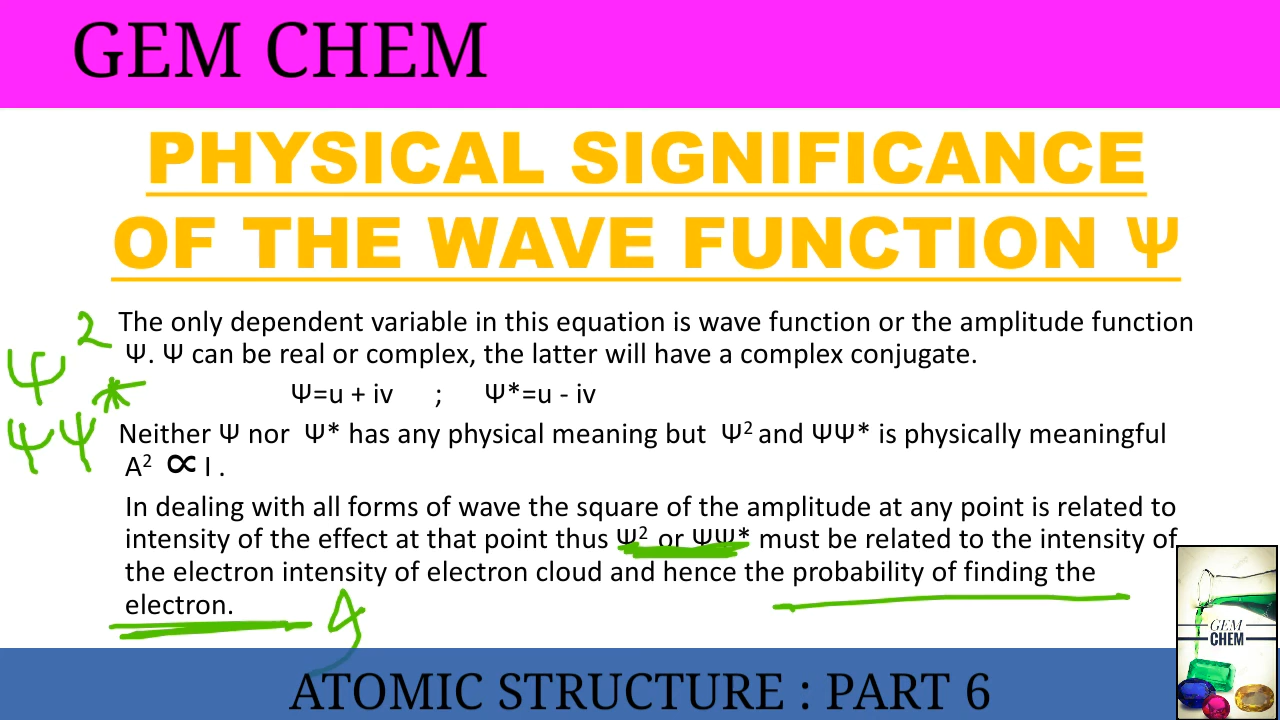 GEM CHEM
PHYSICAL SIGNIFICANCE
OF THE WAVE FUNCTION Ψ
Ψ²
The only dependent variable in this equation is wave function or the amplitude function
Ψ. Ψ can be real or complex, the latter will have a complex conjugate.
Ψ=u + iv ; Ψ*=u - iv
ΨΨ*
Neither Ψ nor Ψ* has any physical meaning but Ψ² and ΨΨ* is physically meaningful
A² ∝ I .
In dealing with all forms of wave the square of the amplitude at any point is related to
intensity of the effect at that point thus Ψ² or ΨΨ* must be related to the intensity of
the electron intensity of electron cloud and hence the probability of finding the
electron.
GEM
CHEM
ATOMIC STRUCTURE : PART 6